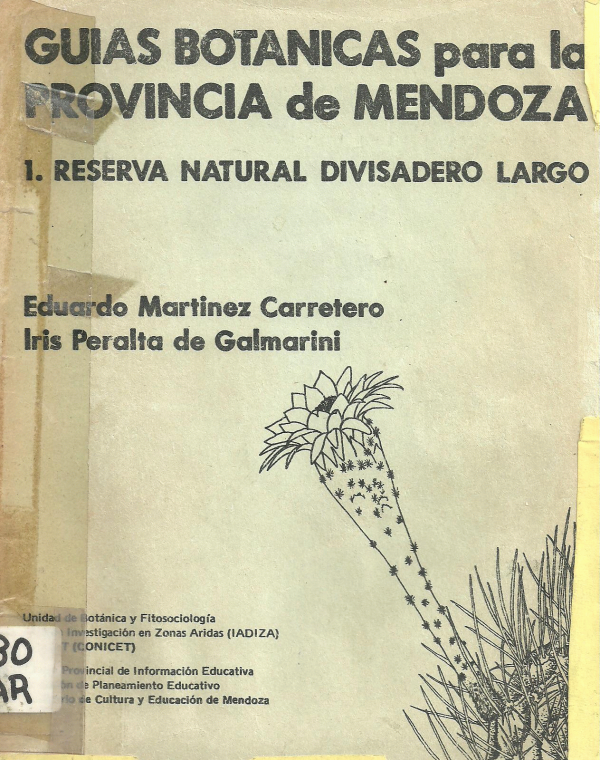 GUIAS BOTANICAS para la
PROVINCIA de MENDOZA
1. RESERVA NATURAL DIVISADERO LARGO
Eduardo Martinez Carretero
Iris Peralta de Galmarini
Unidad de Botánica y Fitosociología
Investigación en Zonas Aridas (IADIZA)
(CONICET)
Provincial de Información Educativa
de Planeamiento Educativo
de Cultura y Educación de Mendoza
30
AR